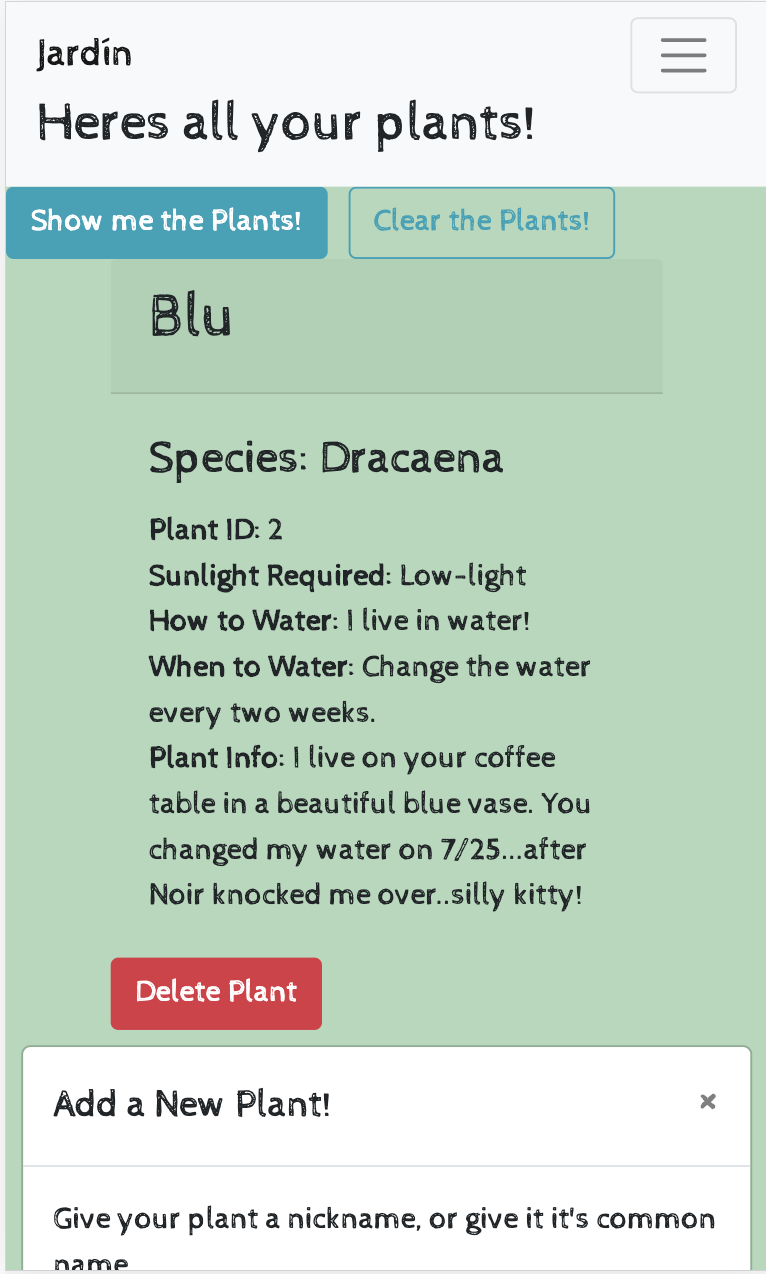 Jardín
Heres all your plants!
Show me the Plants! Clear the Plants!
Blu
Species: Dracaena
Plant ID: 2
Sunlight Required: Low-light
How to Water: I live in water!
When to Water: Change the water
every two weeks.
Plant Info: I live on your coffee
table in a beautiful blue vase. You
changed my water on 7/25...after
Noir knocked me over..silly kitty!
Delete Plant
Add a New Plant! ×
Give your plant a nickname, or give it it's common
name